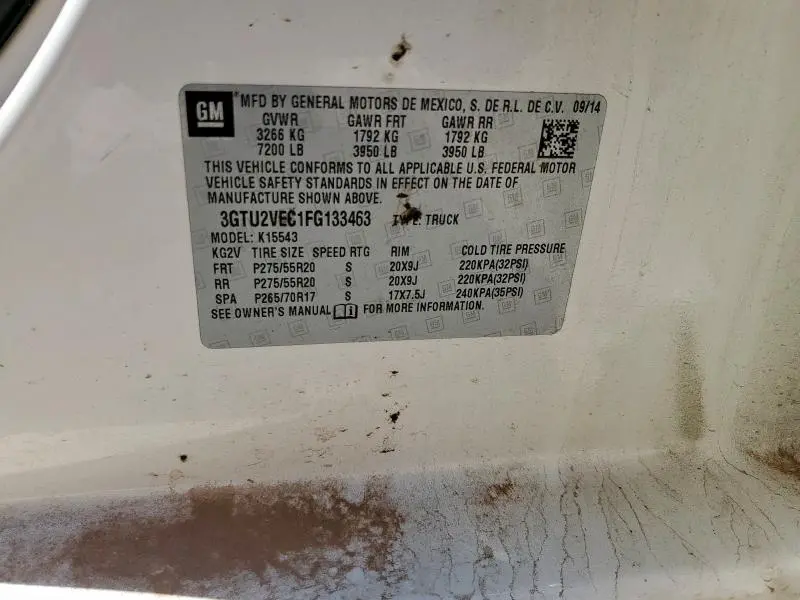 GM
*MFD BY GENERAL MOTORS DE MEXICO, S. DE R.L. DE C.V. 09/14
GVWR GAWR FRT GAWR RR
3266 KG 1792 KG 1792 KG
7200 LB 3950 LB 3950 LB
THIS VEHICLE CONFORMS TO ALL APPLICABLE U.S. FEDERAL MOTOR
VEHICLE SAFETY STANDARDS IN EFFECT ON THE DATE OF
MANUFACTURE SHOWN ABOVE.
3GTU2VEC1FG133463 TYPE: TRUCK
MODEL: K15543
KG2V TIRE SIZE SPEED RTG RIM COLD TIRE PRESSURE
FRT P275/55R20 S 20X9J 220KPA(32PSI)
RR P275/55R20 S 20X9J 220KPA(32PSI)
SPA P265/70R17 S 17X7.5J 240KPA(35PSI)
SEE OWNER'S MANUAL FOR MORE INFORMATION.